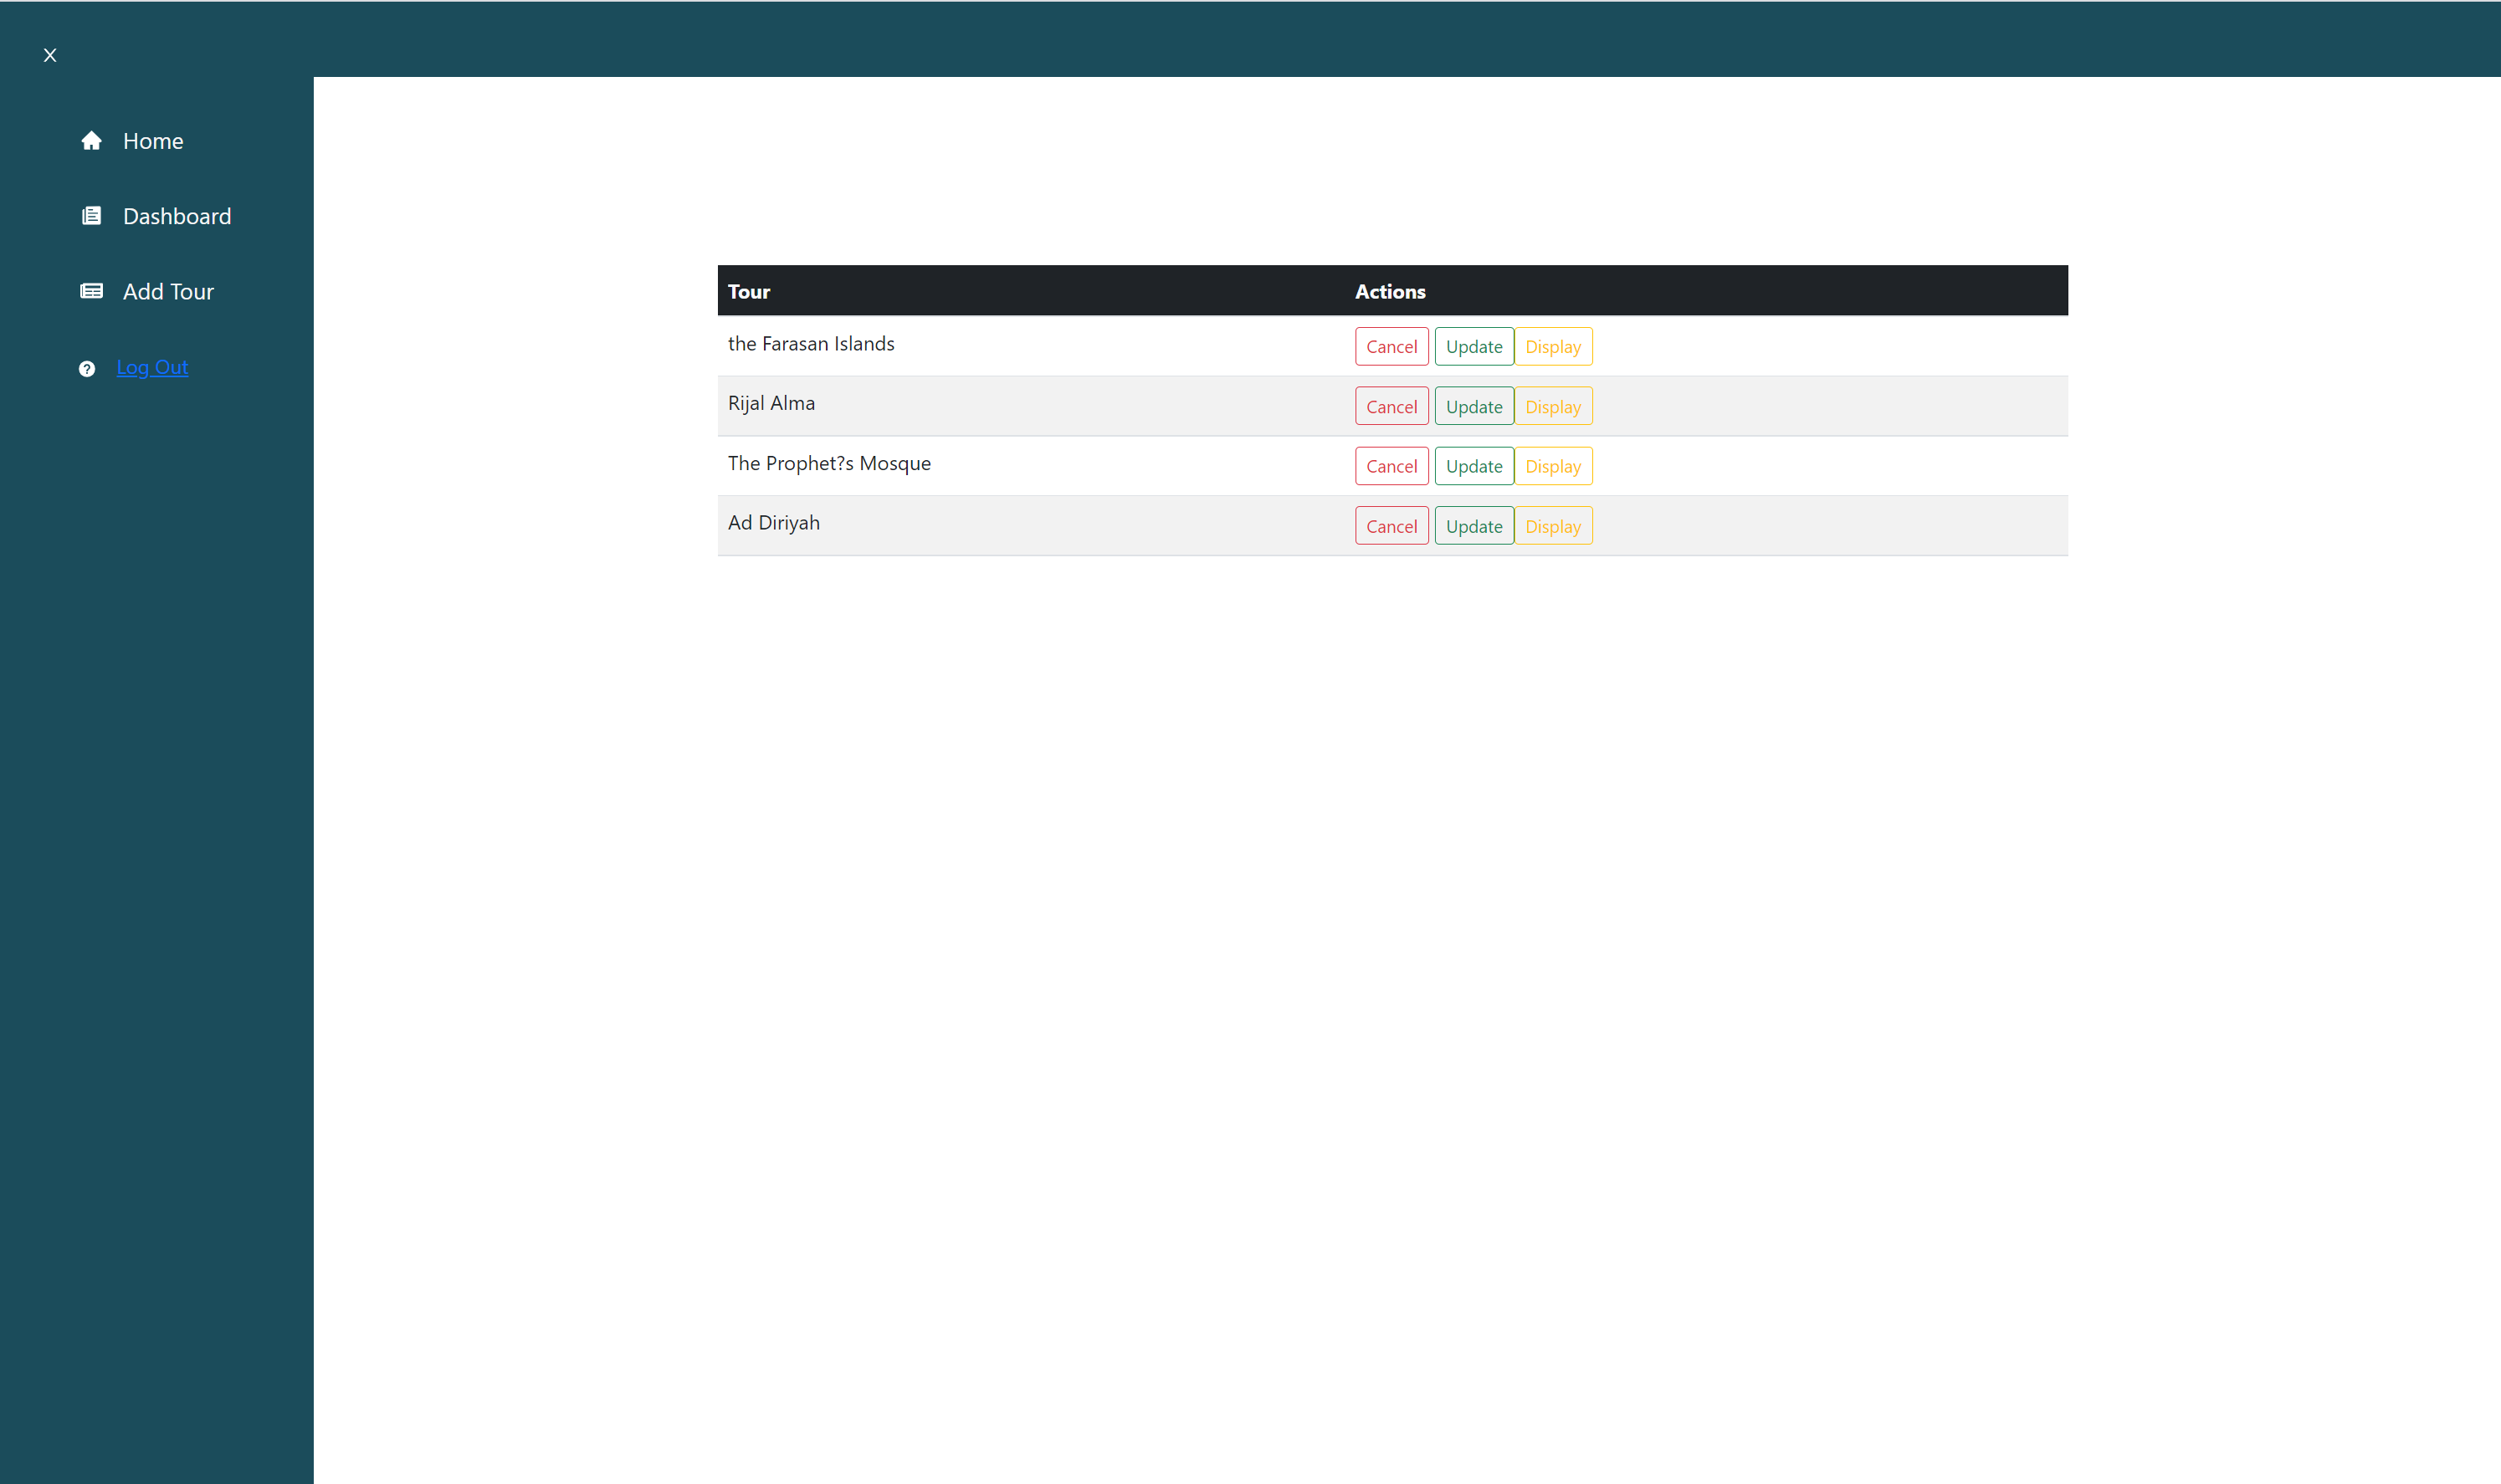 X
Home
Dashboard
Add Tour
Log Out
Tour Actions
the Farasan Islands Cancel Update Display
Rijal Alma Cancel Update Display
The Prophet?s Mosque Cancel Update Display
Ad Diriyah Cancel Update Display